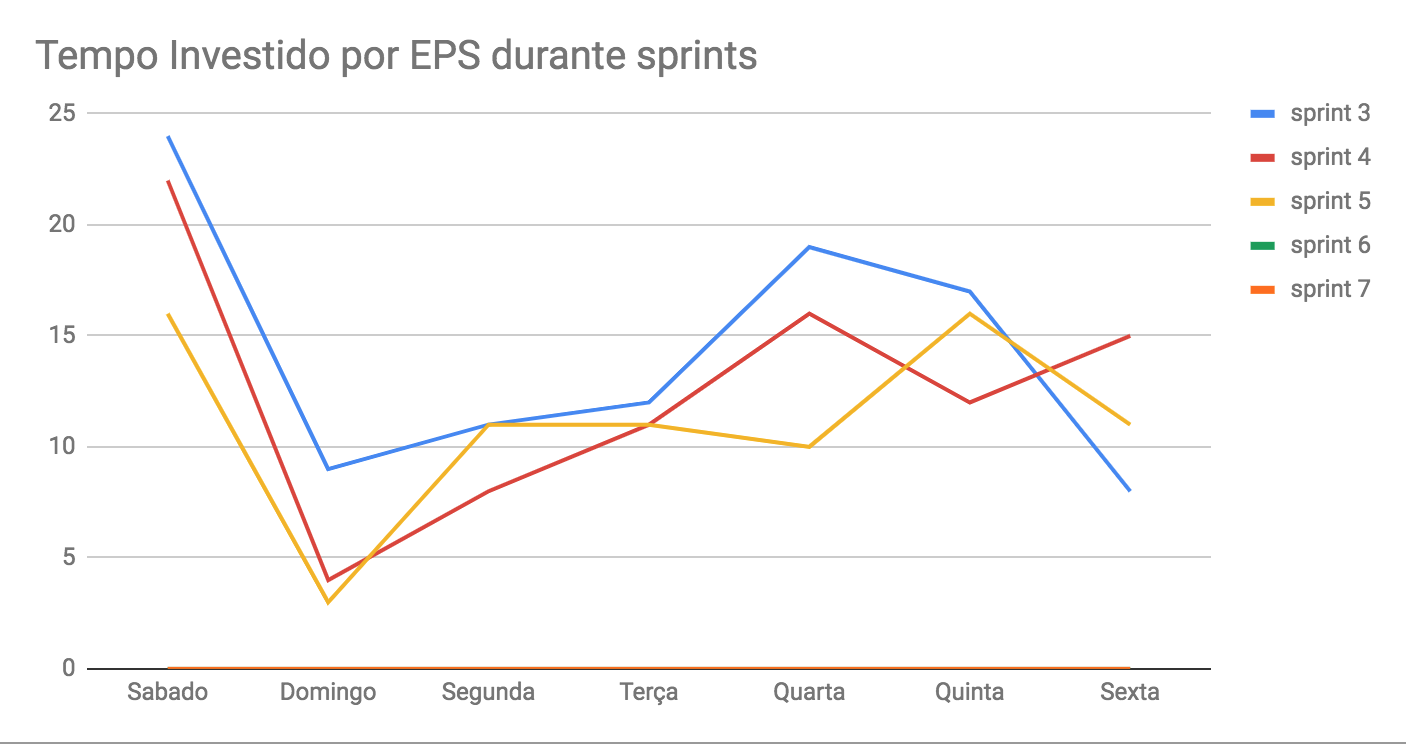 Tempo Investido por EPS durante sprints
25
20
15
10
5
0
Sabado Domingo Segunda Terça Quarta Quinta Sexta
sprint 3
sprint 4
sprint 5
sprint 6
sprint 7